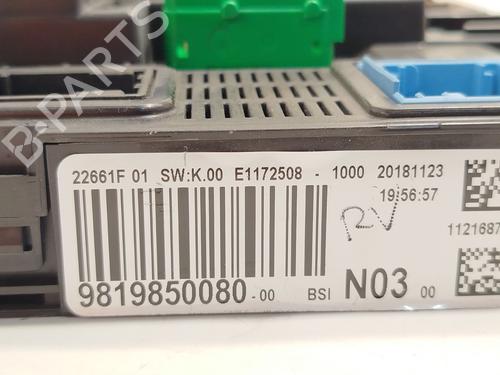 22661F 01 SW:K.00 E1172508 - 1000 20181123
19:56:57
RV
1121687
9819850080-00 BSI N03 00
B-PARTS